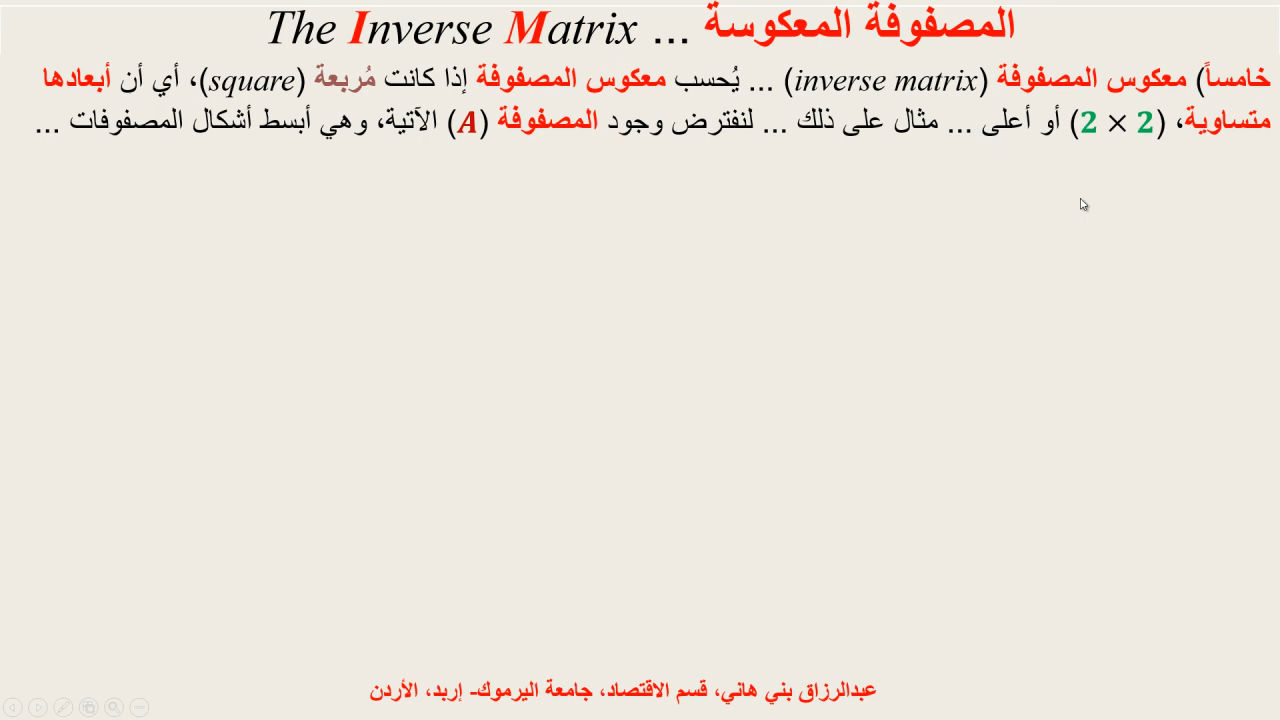 المصفوفة المعكوسة ... The Inverse Matrix
خامساً) معكوس المصفوفة (inverse matrix) ... يُحسب معكوس المصفوفة إذا كانت مُربعة (square)، أي أن أبعادها
متساوية، (2 × 2) أو أعلى ... مثال على ذلك ... لنفترض وجود المصفوفة (A) الآتية، وهي أبسط أشكال المصفوفات ...
عبدالرزاق بني هاني، قسم الاقتصاد، جامعة اليرموك- إربد، الأردن